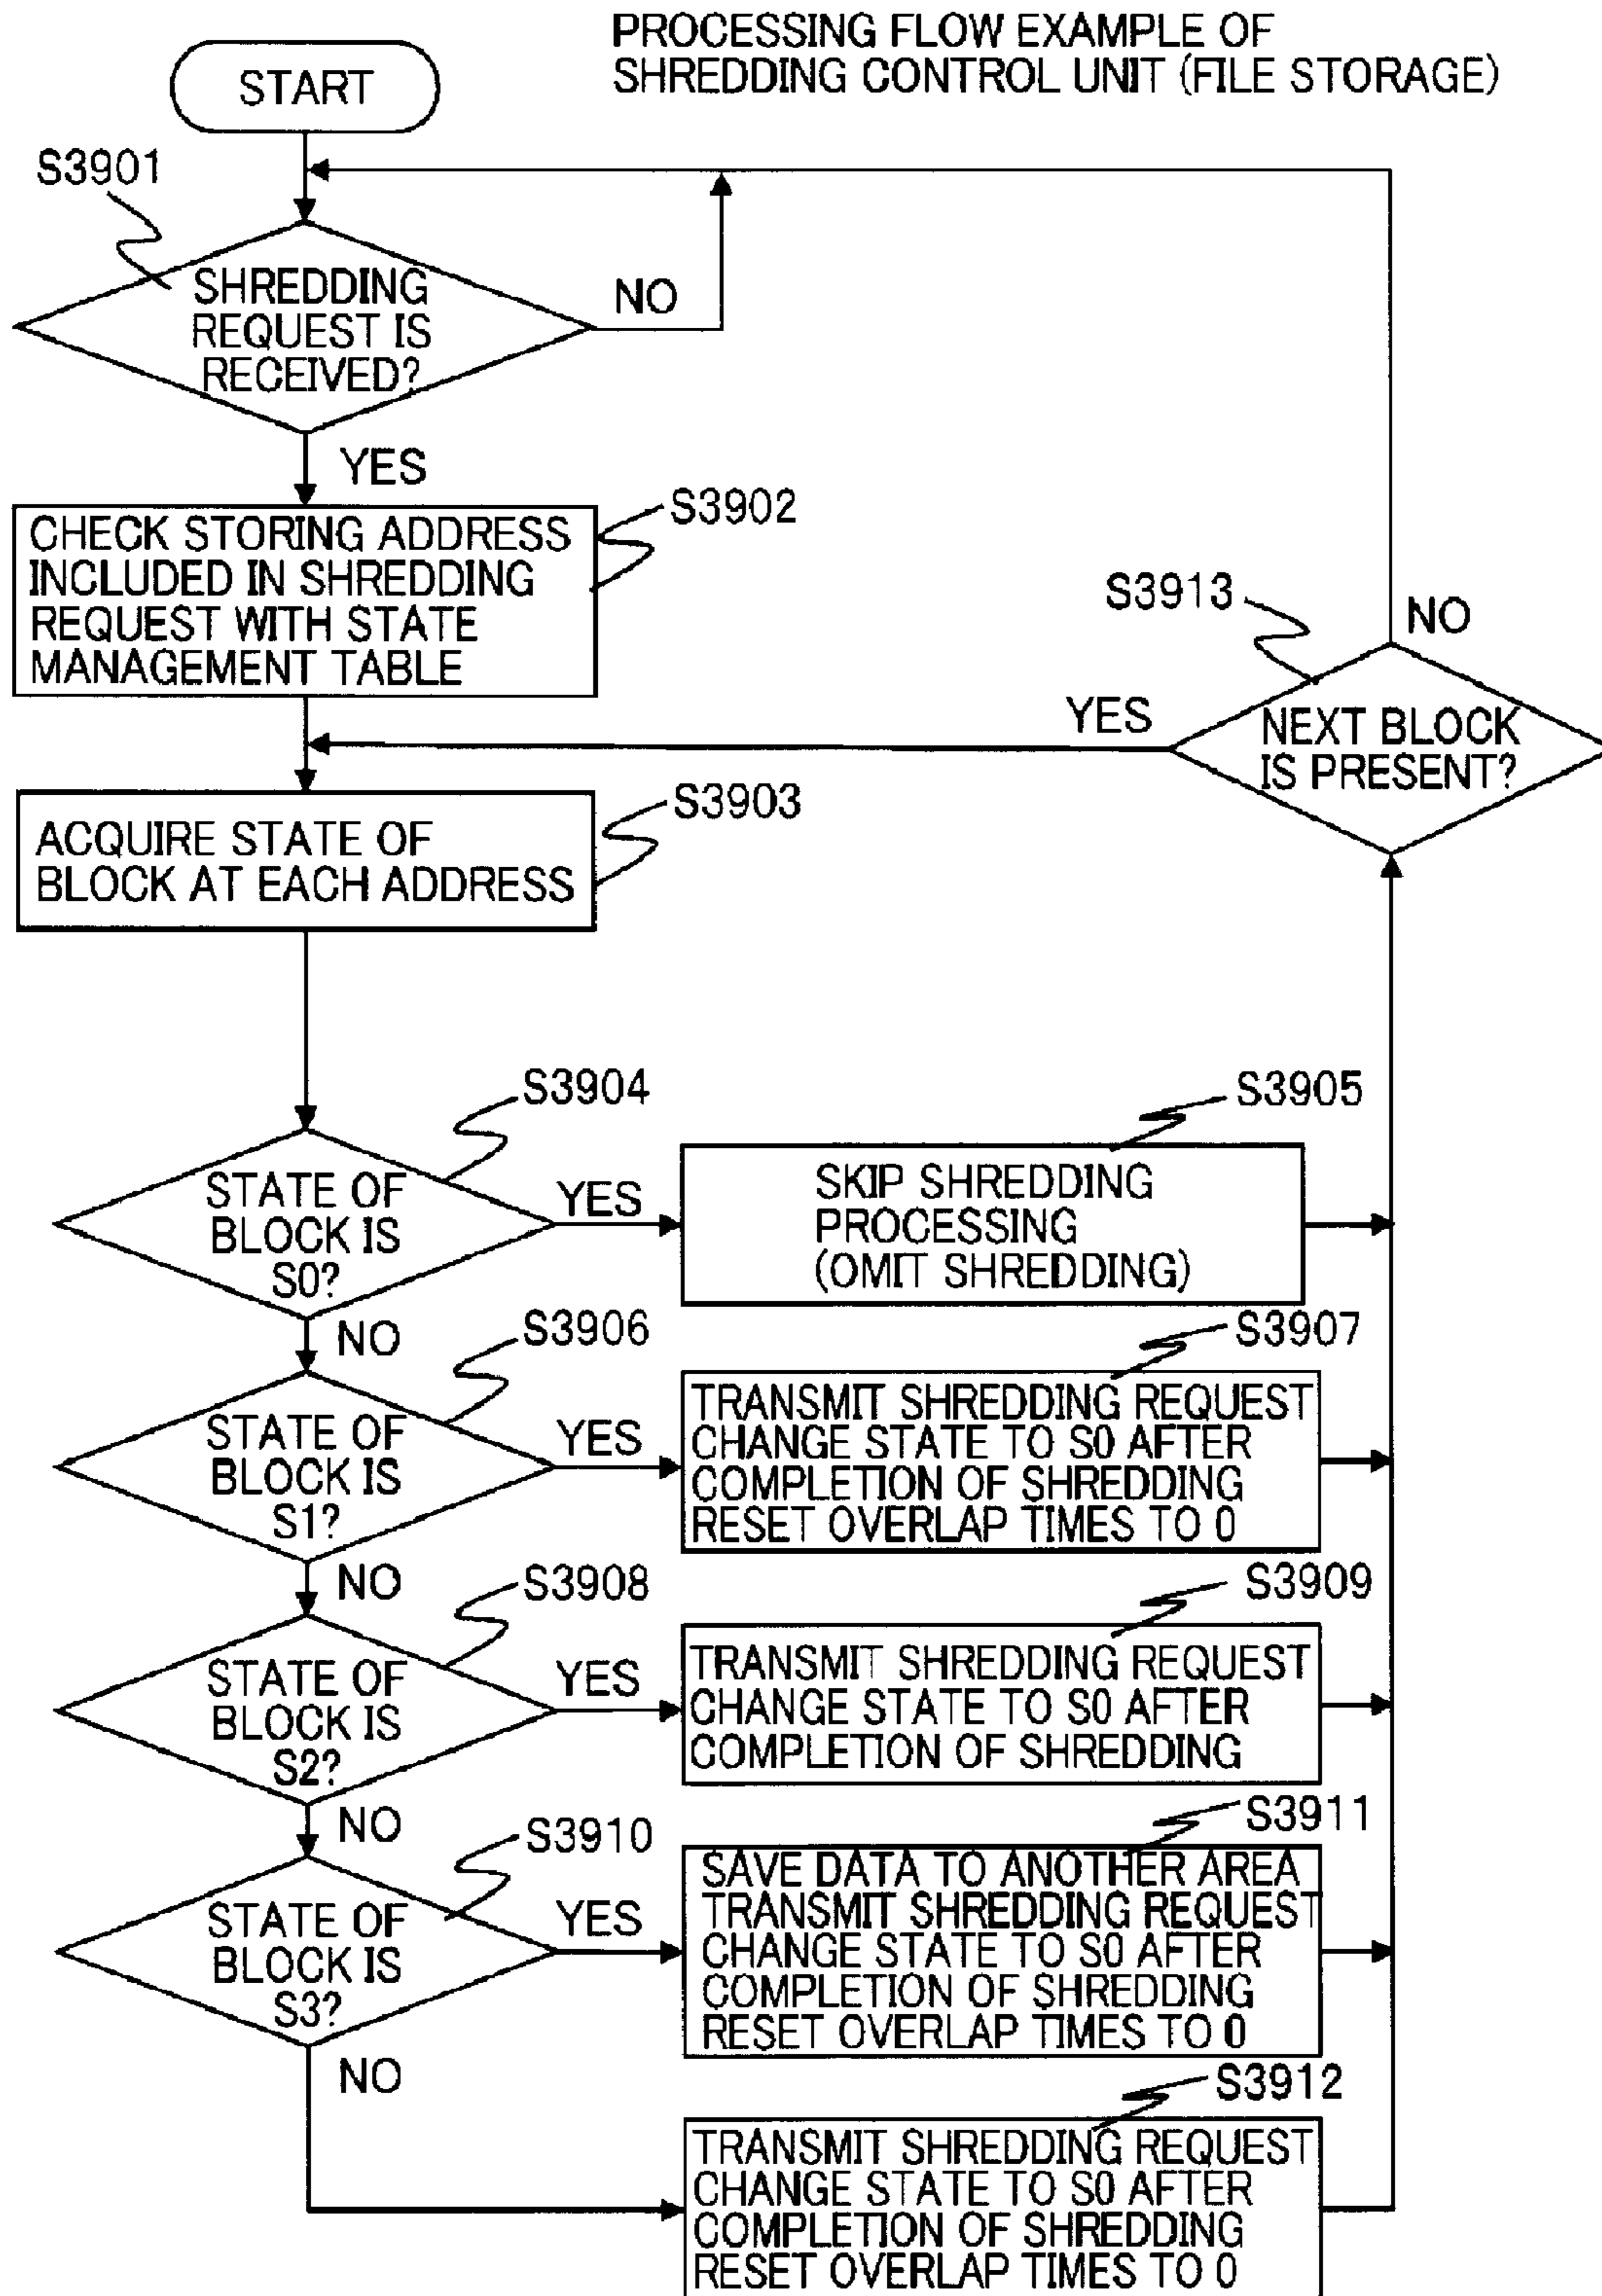 PROCESSING FLOW EXAMPLE OF
SHREDDING CONTROL UNIT (FILE STORAGE)
START
S3901
SHREDDING
REQUEST IS
RECEIVED?
NO
YES
S3902
CHECK STORING ADDRESS
INCLUDED IN SHREDDING
REQUEST WITH STATE
MANAGEMENT TABLE
S3913
NO
YES
NEXT BLOCK
IS PRESENT?
S3903
ACQUIRE STATE OF
BLOCK AT EACH ADDRESS
S3904
STATE OF
BLOCK IS
S0?
YES
S3905
SKIP SHREDDING
PROCESSING
(OMIT SHREDDING)
NO
S3906
STATE OF
BLOCK IS
S1?
YES
S3907
TRANSMIT SHREDDING REQUEST
CHANGE STATE TO S0 AFTER
COMPLETION OF SHREDDING
RESET OVERLAP TIMES TO 0
NO
S3908
STATE OF
BLOCK IS
S2?
YES
S3909
TRANSMIT SHREDDING REQUEST
CHANGE STATE TO S0 AFTER
COMPLETION OF SHREDDING
NO
S3910
STATE OF
BLOCK IS
S3?
YES
S3911
SAVE DATA TO ANOTHER AREA
TRANSMIT SHREDDING REQUEST
CHANGE STATE TO S0 AFTER
COMPLETION OF SHREDDING
RESET OVERLAP TIMES TO 0
NO
S3912
TRANSMIT SHREDDING REQUEST
CHANGE STATE TO S0 AFTER
COMPLETION OF SHREDDING
RESET OVERLAP TIMES TO 0